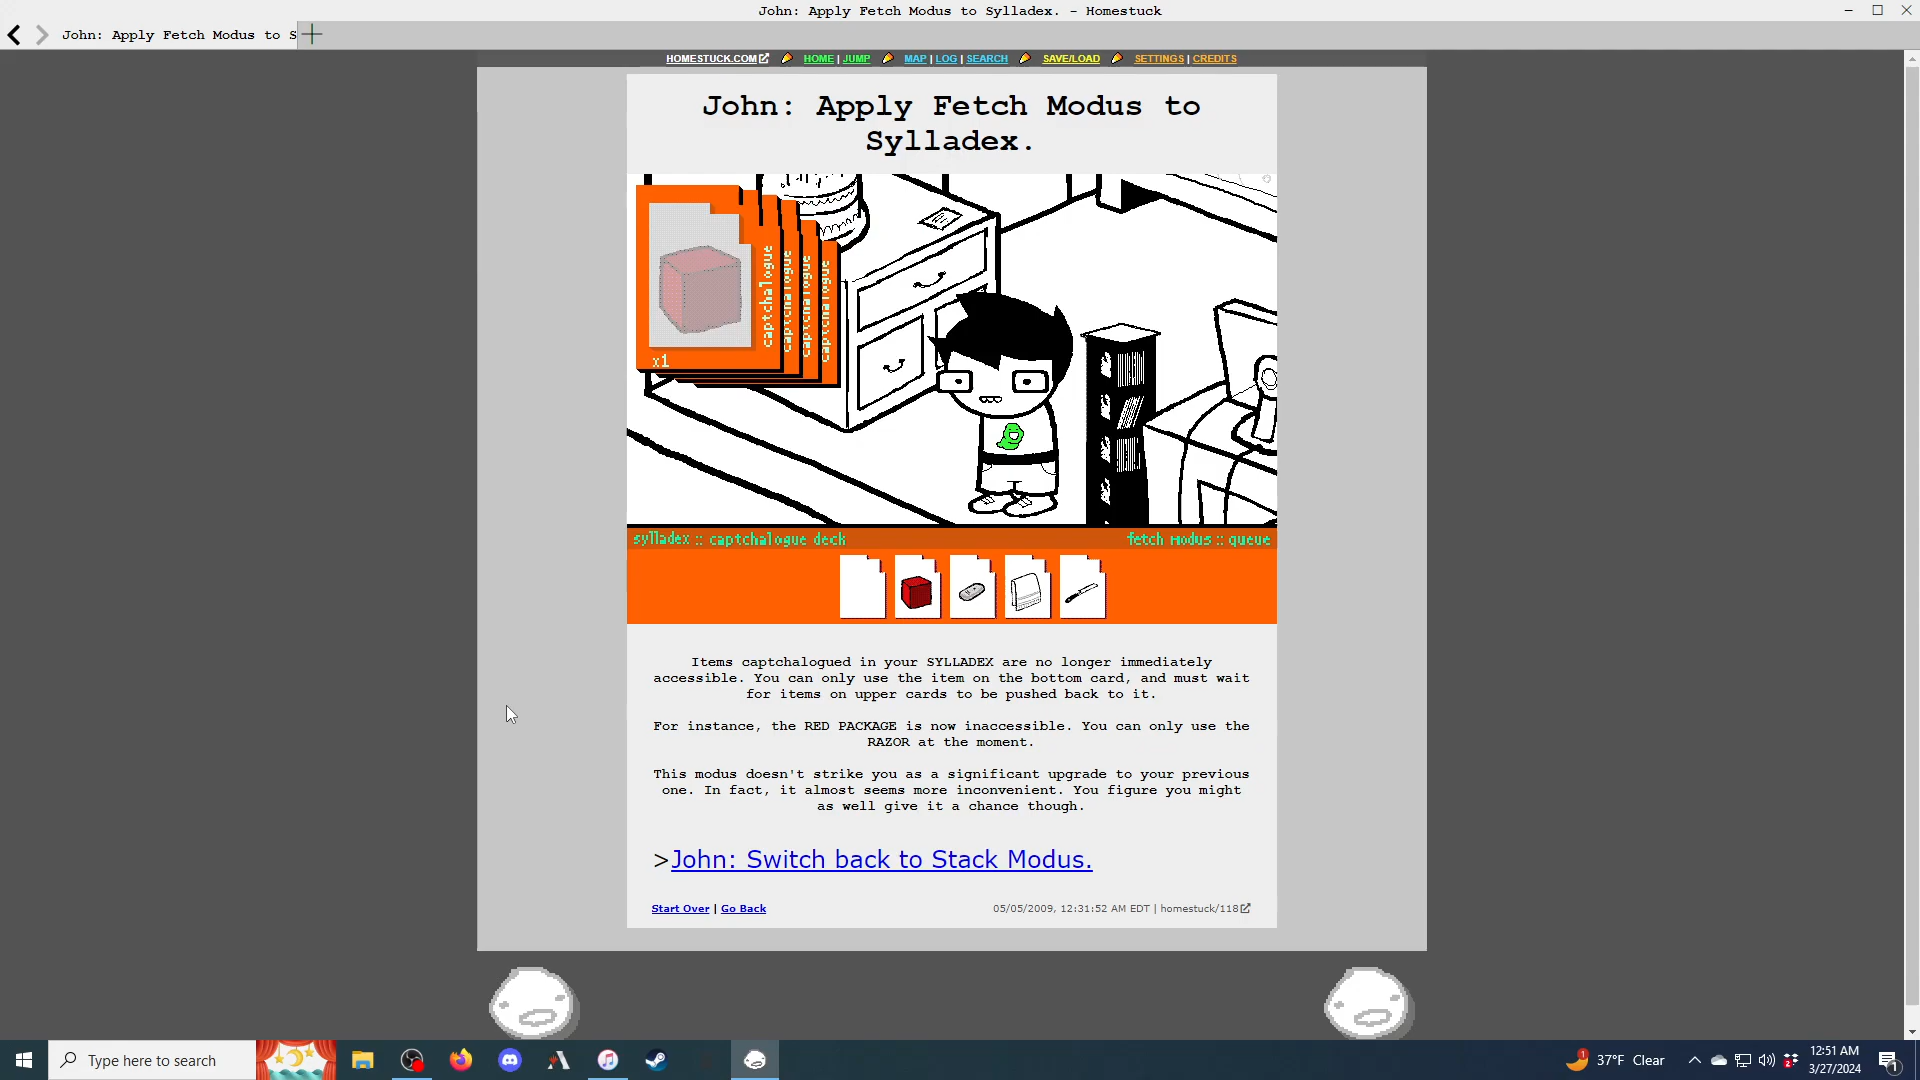 John: Apply Fetch Modus to Sylladex. - Homestuck
John: Apply Fetch Modus to S
HOMESTUCK.COM HOME | JUMP MAP | LOG | SEARCH SAVE/LOAD SETTINGS | CREDITS
John: Apply Fetch Modus to
Sylladex.
captchalogue
captchalogue
captchalogue
captchalogue
x1
sylladex :: captchalogue deck
fetch modus :: queue
Items captchalogued in your SYLLADEX are no longer immediately
accessible. You can only use the item on the bottom card, and must wait
for items on upper cards to be pushed back to it.
For instance, the RED PACKAGE is now inaccessible. You can only use the
RAZOR at the moment.
This modus doesn't strike you as a significant upgrade to your previous
one. In fact, it almost seems more inconvenient. You figure you might
as well give it a chance though.
>John: Switch back to Stack Modus.
Start Over | Go Back
05/05/2009, 12:31:52 AM EDT | homestuck/118
Type here to search
37°F Clear
12:51 AM
3/27/2024